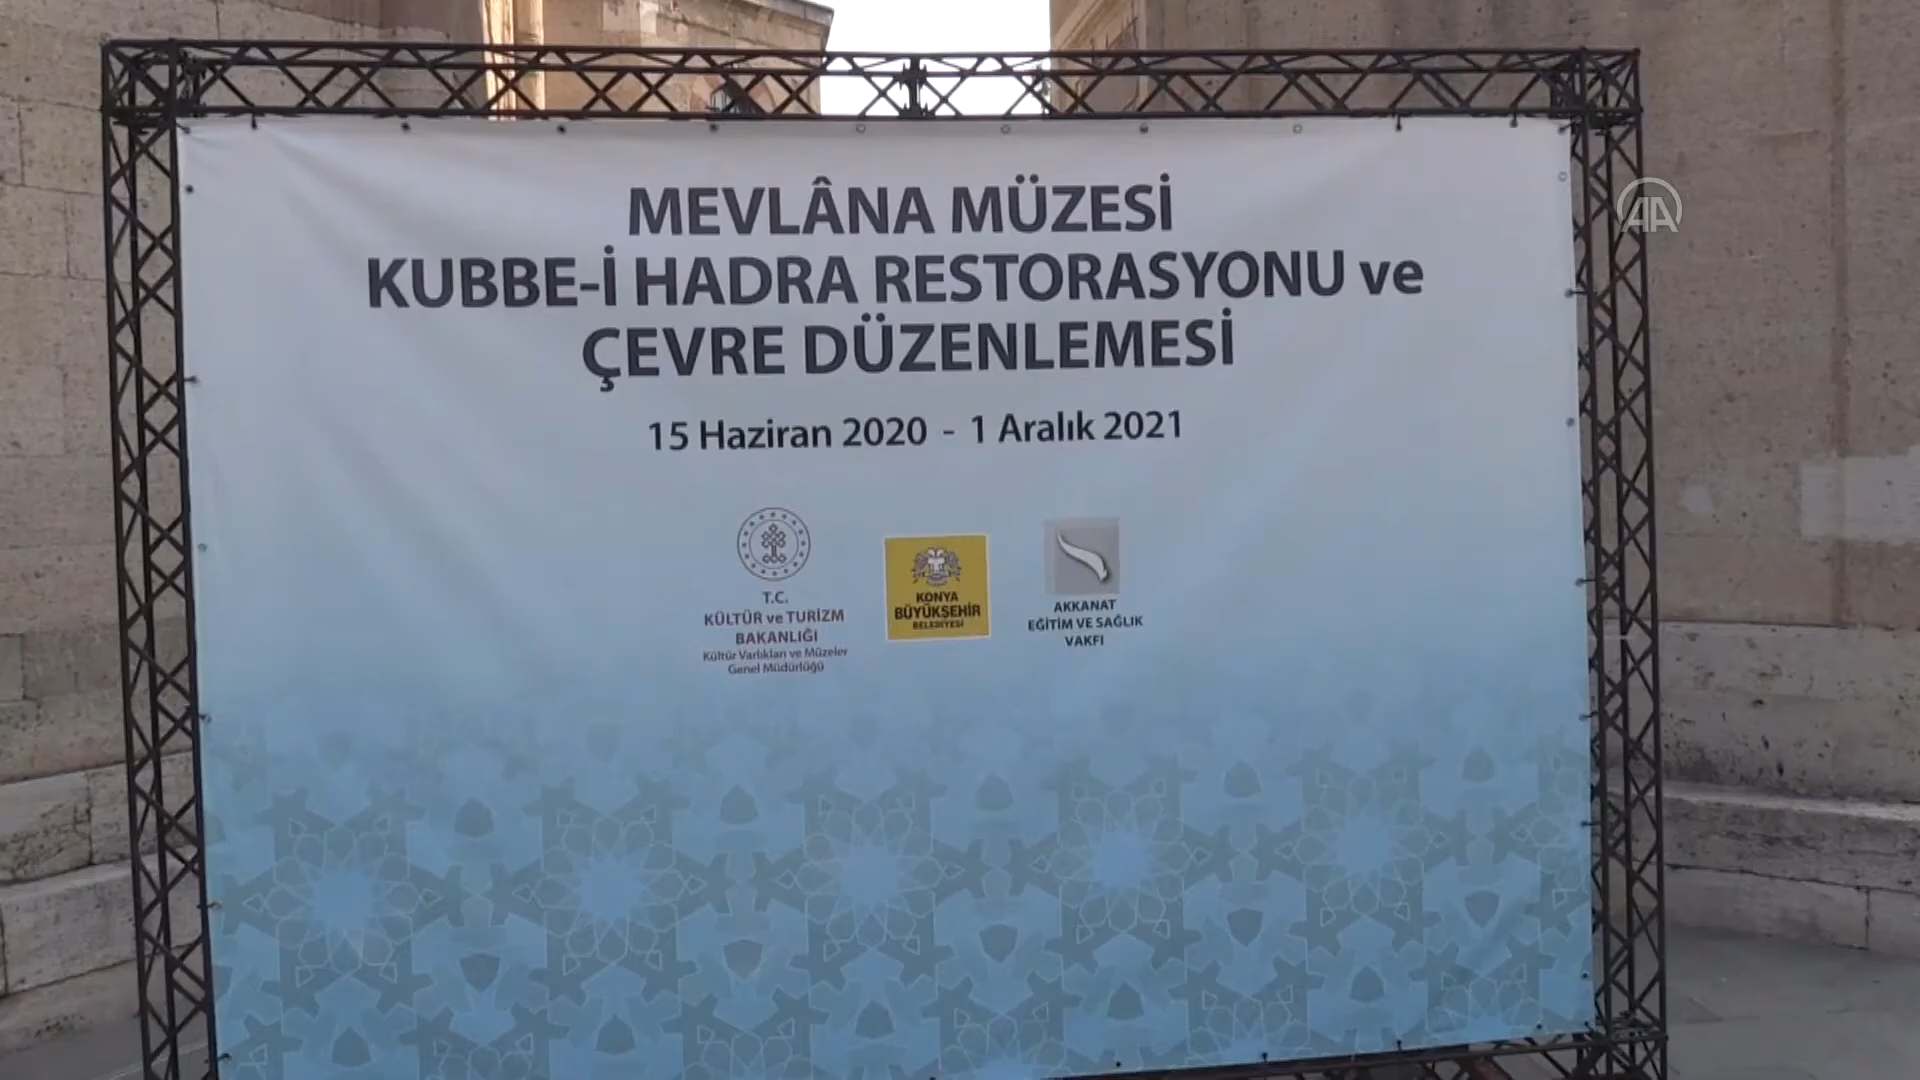 MEVLÂNA MÜZESİ
KUBBE-İ HADRA RESTORASYONU ve
ÇEVRE DÜZENLEMESİ
15 Haziran 2020 - 1 Aralık 2021
T.C.
KÜLTÜR ve TURİZM
BAKANLIĞI
Kültür Varlıkları ve Müzeler
Genel Müdürlüğü
KONYA
BÜYÜKŞEHİR
BELEDİYESİ
AKKANAT
EĞİTİM VE SAĞLIK
VAKFI
AA